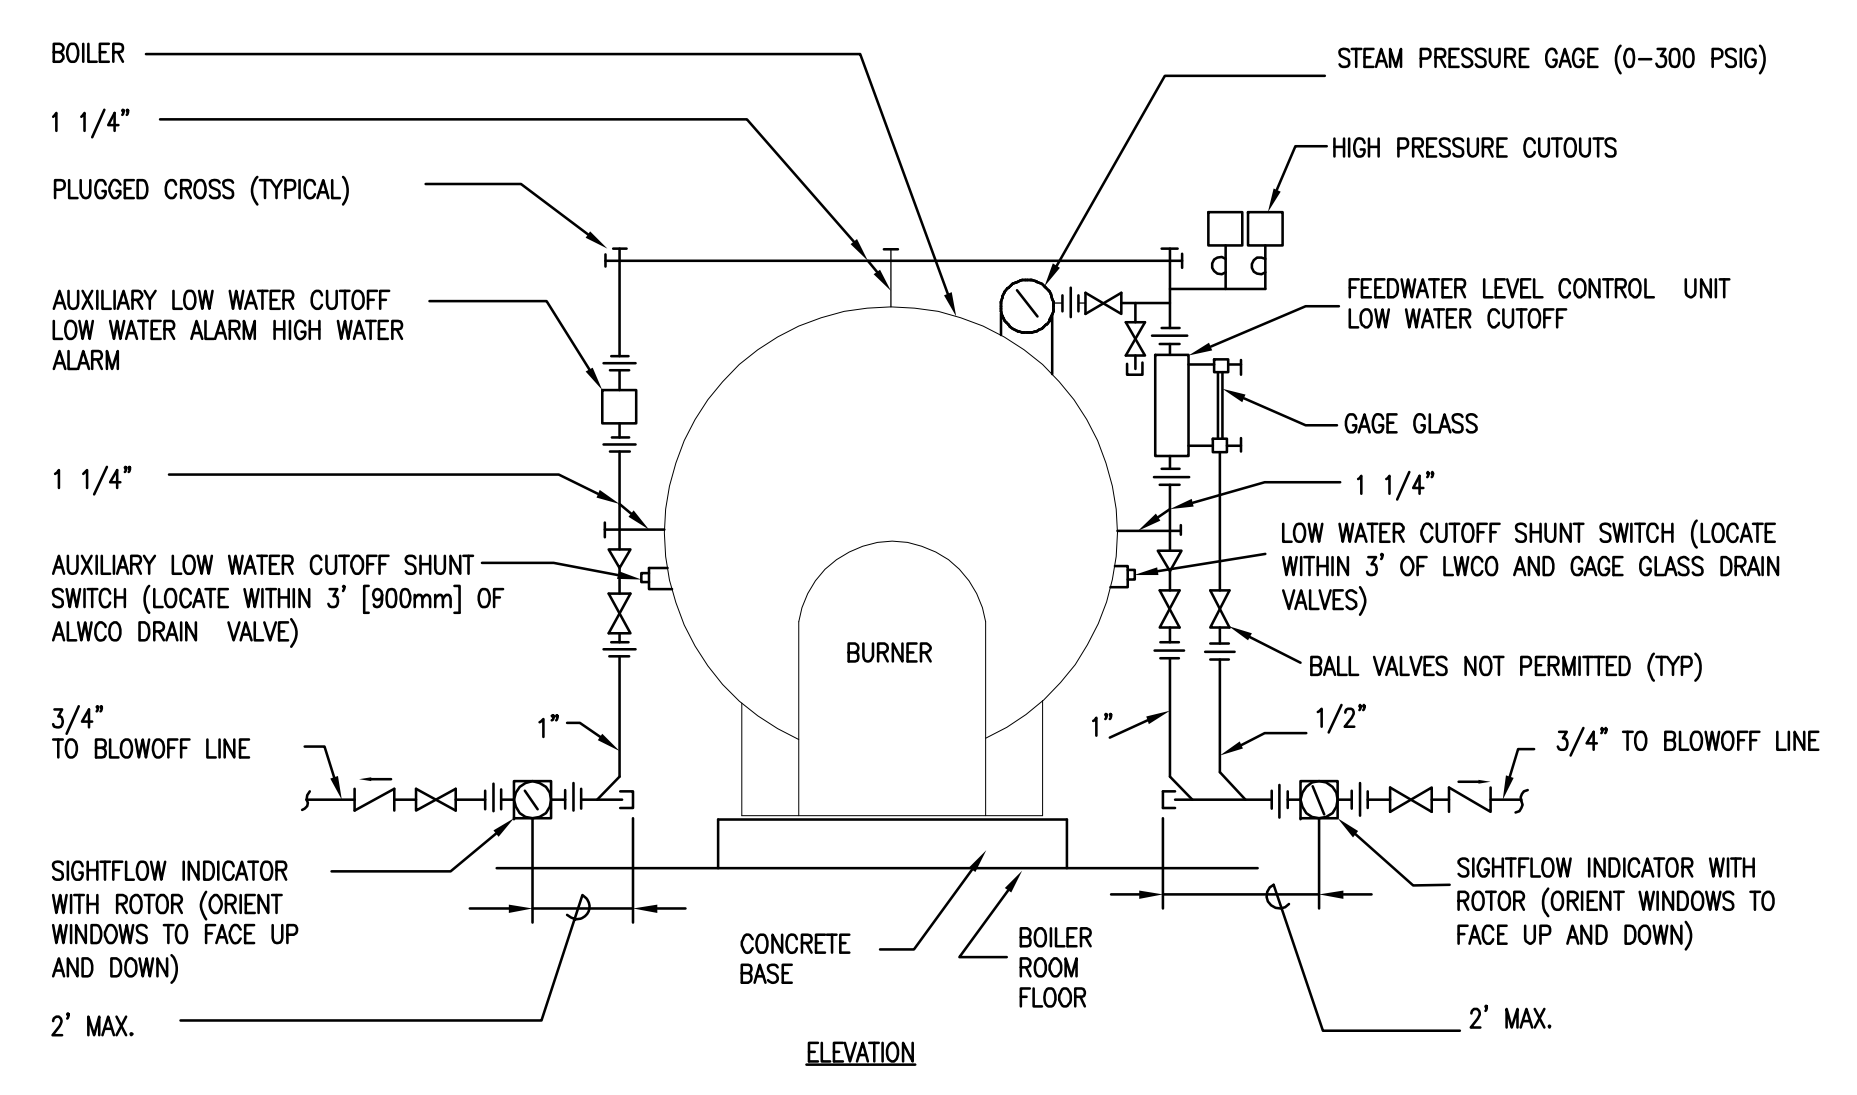 BOILER
1 1/4"
PLUGGED CROSS (TYPICAL)
AUXILIARY LOW WATER CUTOFF
LOW WATER ALARM HIGH WATER
ALARM
1 1/4"
AUXILIARY LOW WATER CUTOFF SHUNT
SWITCH (LOCATE WITHIN 3' [900mm] OF
ALWCO DRAIN VALVE)
3/4"
TO BLOWOFF LINE
1"
SIGHTFLOW INDICATOR
WITH ROTOR (ORIENT
WINDOWS TO FACE UP
AND DOWN)
2' MAX.
BURNER
CONCRETE
BASE
BOILER
ROOM
FLOOR
ELEVATION
STEAM PRESSURE GAGE (0-300 PSIG)
HIGH PRESSURE CUTOUTS
FEEDWATER LEVEL CONTROL UNIT
LOW WATER CUTOFF
GAGE GLASS
1 1/4"
LOW WATER CUTOFF SHUNT SWITCH (LOCATE
WITHIN 3' OF LWCO AND GAGE GLASS DRAIN
VALVES)
BALL VALVES NOT PERMITTED (TYP)
1"
1/2"
3/4" TO BLOWOFF LINE
SIGHTFLOW INDICATOR WITH
ROTOR (ORIENT WINDOWS TO
FACE UP AND DOWN)
2' MAX.